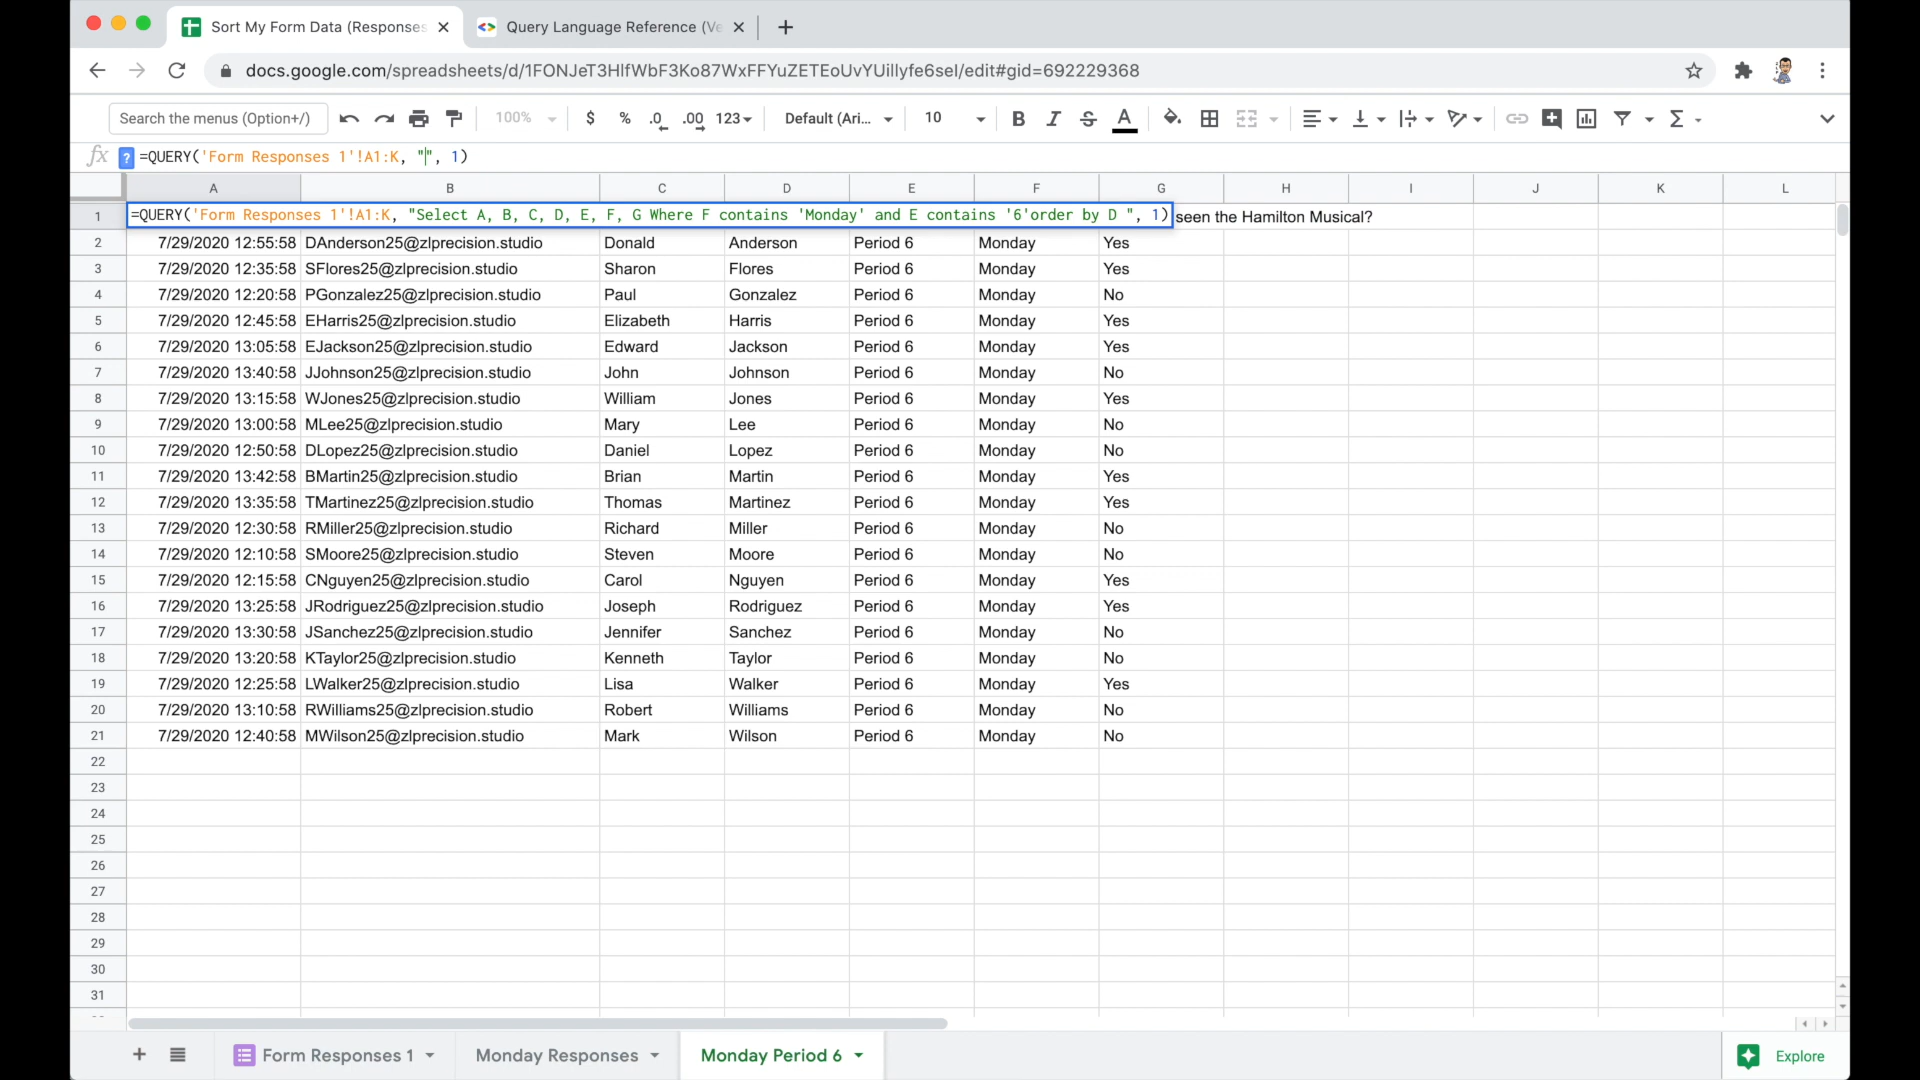 Sort My Form Data (Responses
Query Language Reference (Ve
docs.google.com/spreadsheets/d/1FONJeT3HlfWbF3Ko87WxFFYuZETEoUvYUillyfe6sel/edit#gid=692229368
Search the menus (Option+/) 100% $ % .0 .00 123 Default (Ari... 10 B I S A
fx ? =QUERY('Form Responses 1'!A1:K, "", 1)
A B C D E F G H I J K L
1 =QUERY('Form Responses 1'!A1:K, "Select A, B, C, D, E, F, G Where F contains 'Monday' and E contains '6'order by D ", 1) seen the Hamilton Musical?
2 7/29/2020 12:55:58 DAnderson25@zlprecision.studio Donald Anderson Period 6 Monday Yes
3 7/29/2020 12:35:58 SFlores25@zlprecision.studio Sharon Flores Period 6 Monday Yes
4 7/29/2020 12:20:58 PGonzalez25@zlprecision.studio Paul Gonzalez Period 6 Monday No
5 7/29/2020 12:45:58 EHarris25@zlprecision.studio Elizabeth Harris Period 6 Monday Yes
6 7/29/2020 13:05:58 EJackson25@zlprecision.studio Edward Jackson Period 6 Monday Yes
7 7/29/2020 13:40:58 JJohnson25@zlprecision.studio John Johnson Period 6 Monday No
8 7/29/2020 13:15:58 WJones25@zlprecision.studio William Jones Period 6 Monday Yes
9 7/29/2020 13:00:58 MLee25@zlprecision.studio Mary Lee Period 6 Monday No
10 7/29/2020 12:50:58 DLopez25@zlprecision.studio Daniel Lopez Period 6 Monday No
11 7/29/2020 13:42:58 BMartin25@zlprecision.studio Brian Martin Period 6 Monday Yes
12 7/29/2020 13:35:58 TMartinez25@zlprecision.studio Thomas Martinez Period 6 Monday Yes
13 7/29/2020 12:30:58 RMiller25@zlprecision.studio Richard Miller Period 6 Monday No
14 7/29/2020 12:10:58 SMoore25@zlprecision.studio Steven Moore Period 6 Monday No
15 7/29/2020 12:15:58 CNguyen25@zlprecision.studio Carol Nguyen Period 6 Monday Yes
16 7/29/2020 13:25:58 JRodriguez25@zlprecision.studio Joseph Rodriguez Period 6 Monday Yes
17 7/29/2020 13:30:58 JSanchez25@zlprecision.studio Jennifer Sanchez Period 6 Monday No
18 7/29/2020 13:20:58 KTaylor25@zlprecision.studio Kenneth Taylor Period 6 Monday No
19 7/29/2020 12:25:58 LWalker25@zlprecision.studio Lisa Walker Period 6 Monday Yes
20 7/29/2020 13:10:58 RWilliams25@zlprecision.studio Robert Williams Period 6 Monday No
21 7/29/2020 12:40:58 MWilson25@zlprecision.studio Mark Wilson Period 6 Monday No
22
23
24
25
26
27
28
29
30
31
Form Responses 1 Monday Responses Monday Period 6 Explore